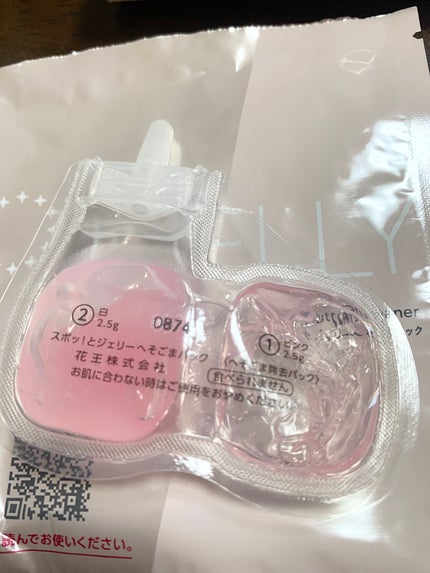 LLY
② 白
2.5g
0874
① ピンク
2.5g
スポッ!とジェリーへそごまパック
(へそごま除去パック)
花王株式会社
食べられません
お肌に合わない時はご使用をおやめください。
読んでお使いください。